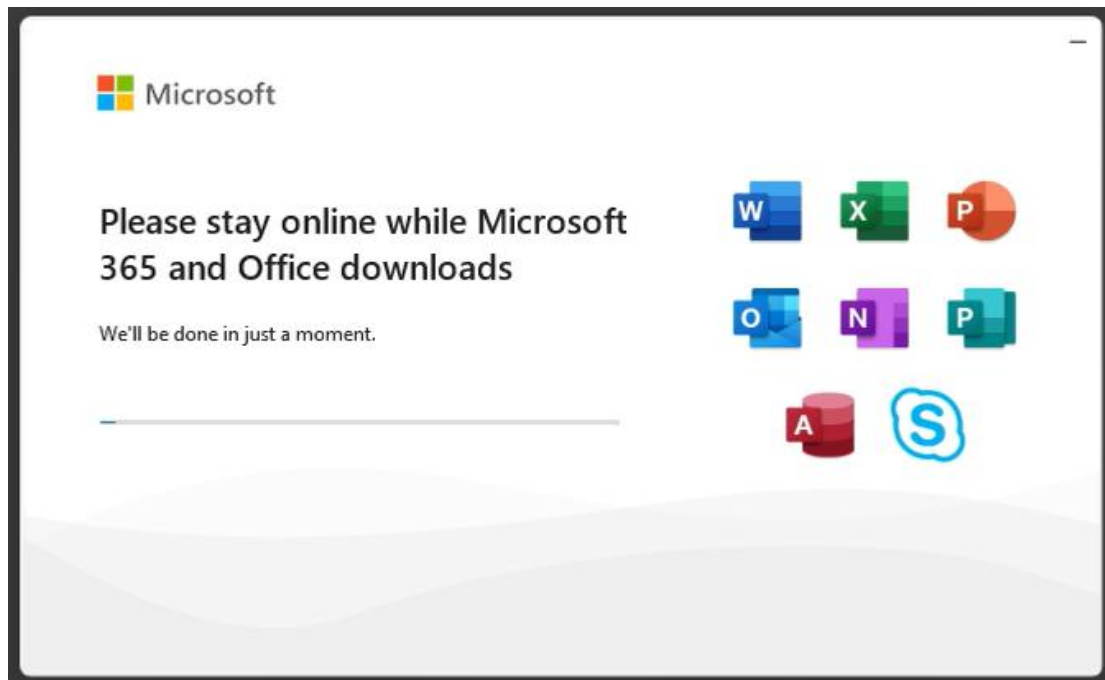 Microsoft
Please stay online while Microsoft
365 and Office downloads
We'll be done in just a moment.
W X P
O N P
A S